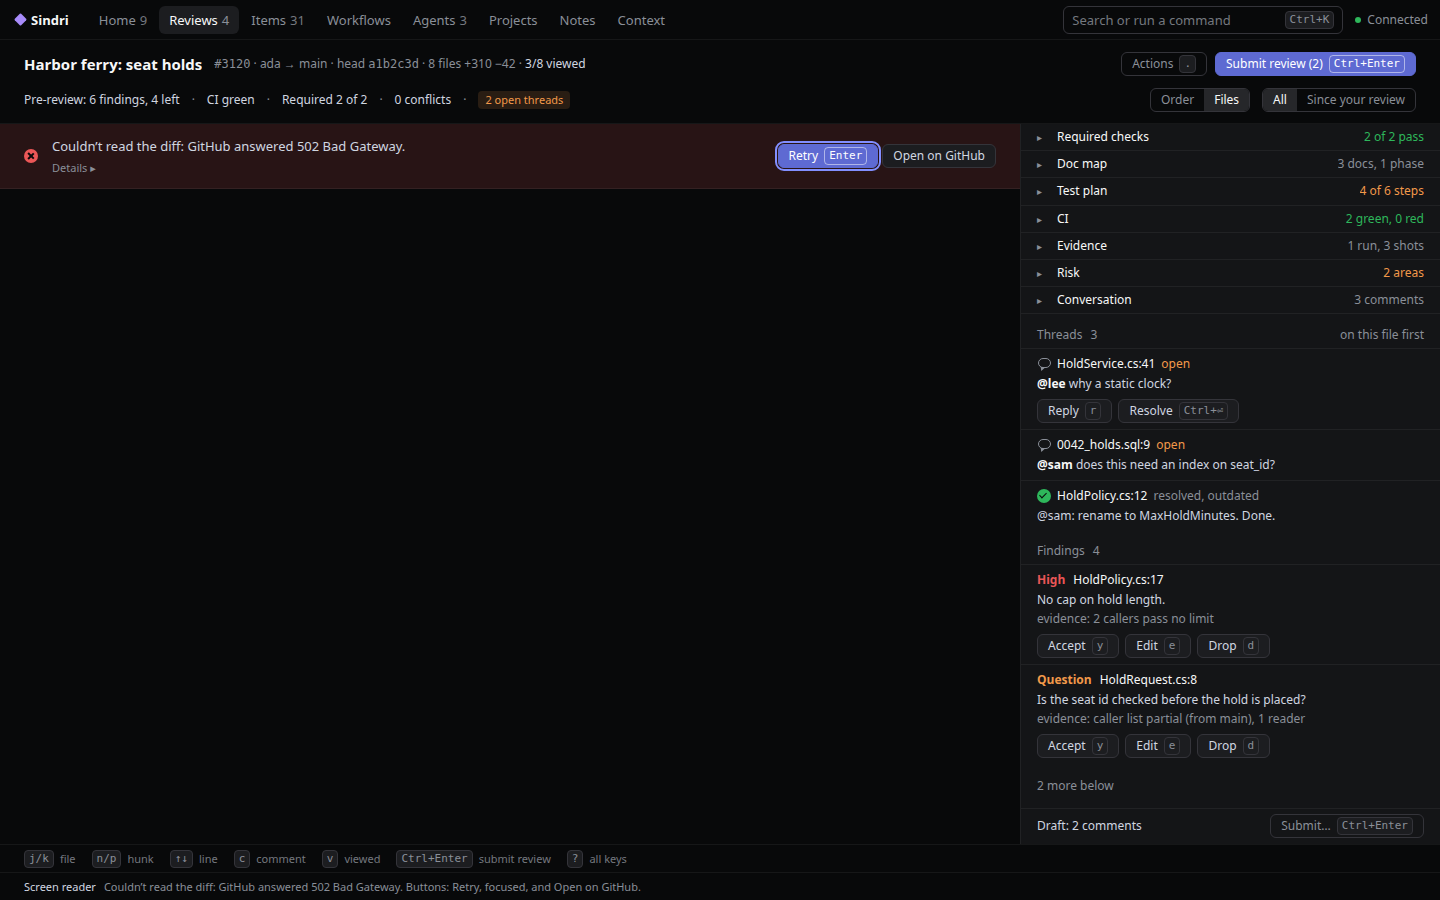 Sindri Home 9 Reviews 4 Items 31 Workflows Agents 3 Projects Notes Context Search or run a command Ctrl+K Connected
Harbor ferry: seat holds #3120 · ada → main · head a1b2c3d · 8 files +310 −42 · 3/8 viewed Actions . Submit review (2) Ctrl+Enter
Pre-review: 6 findings, 4 left · CI green · Required 2 of 2 · 0 conflicts · 2 open threads Order Files All Since your review
Couldn't read the diff: GitHub answered 502 Bad Gateway.
Details ▸
Retry Enter Open on GitHub
▸ Required checks 2 of 2 pass
▸ Doc map 3 docs, 1 phase
▸ Test plan 4 of 6 steps
▸ CI 2 green, 0 red
▸ Evidence 1 run, 3 shots
▸ Risk 2 areas
▸ Conversation 3 comments
Threads 3 on this file first
HoldService.cs:41 open
@lee why a static clock?
Reply r Resolve Ctrl+⏎
0042_holds.sql:9 open
@sam does this need an index on seat_id?
HoldPolicy.cs:12 resolved, outdated
@sam: rename to MaxHoldMinutes. Done.
Findings 4
High HoldPolicy.cs:17
No cap on hold length.
evidence: 2 callers pass no limit
Accept y Edit e Drop d
Question HoldRequest.cs:8
Is the seat id checked before the hold is placed?
evidence: caller list partial (from main), 1 reader
Accept y Edit e Drop d
2 more below
Draft: 2 comments Submit... Ctrl+Enter
j/k file n/p hunk ↑↓ line c comment v viewed Ctrl+Enter submit review ? all keys
Screen reader Couldn't read the diff: GitHub answered 502 Bad Gateway. Buttons: Retry, focused, and Open on GitHub.